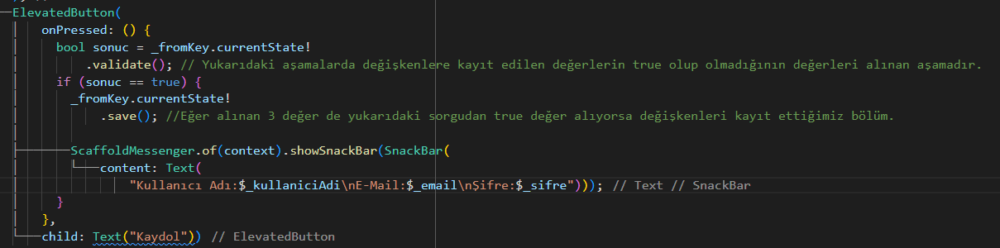 ElevatedButton(
onPressed: () {
bool sonuc = _fromKey.currentState!
.validate(); // Yukarıdaki aşamalarda değişkenlere kayıt edilen değerlerin true olup olmadığının değerleri alınan aşamadır.
if (sonuc == true) {
_fromKey.currentState!
.save(); //Eğer alınan 3 değer de yukarıdaki sorgudan true değer alıyorsa değişkenleri kayıt ettiğimiz bölüm.
ScaffoldMessenger.of(context).showSnackBar(SnackBar(
content: Text(
"Kullanıcı Adı:$_kullaniciAdi\nE-Mail:$_email\nŞifre:$_sifre"))); // Text // SnackBar
}
},
child: Text("Kaydol")) // ElevatedButton